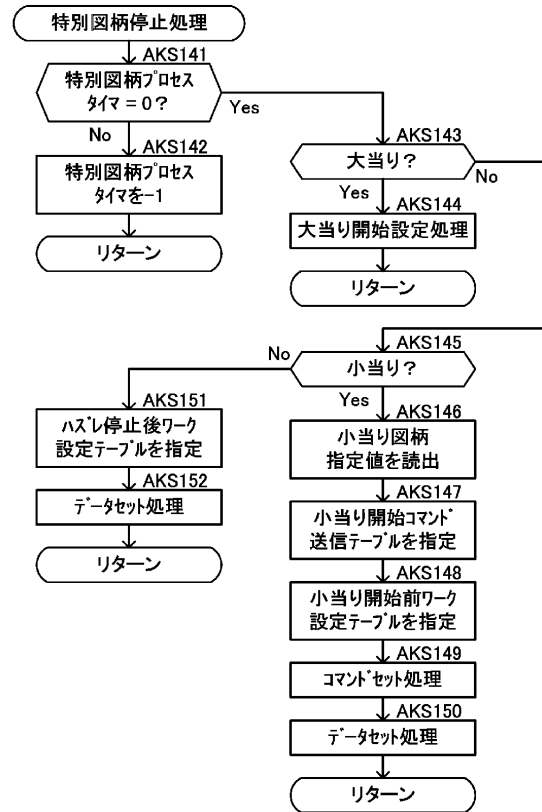 特別図柄停止処理
AKS141
特別図柄プロセス
タイマ = 0?
Yes
No
AKS142
特別図柄プロセス
タイマを-1
リターン
AKS143
大当り?
No
Yes
AKS144
大当り開始設定処理
リターン
AKS145
小当り?
No
Yes
AKS151
ハズレ停止後ワーク
設定テーブルを指定
AKS152
データセット処理
リターン
AKS146
小当り図柄
指定値を読出
AKS147
小当り開始コマンド
送信テーブルを指定
AKS148
小当り開始前ワーク
設定テーブルを指定
AKS149
コマンドセット処理
AKS150
データセット処理
リターン